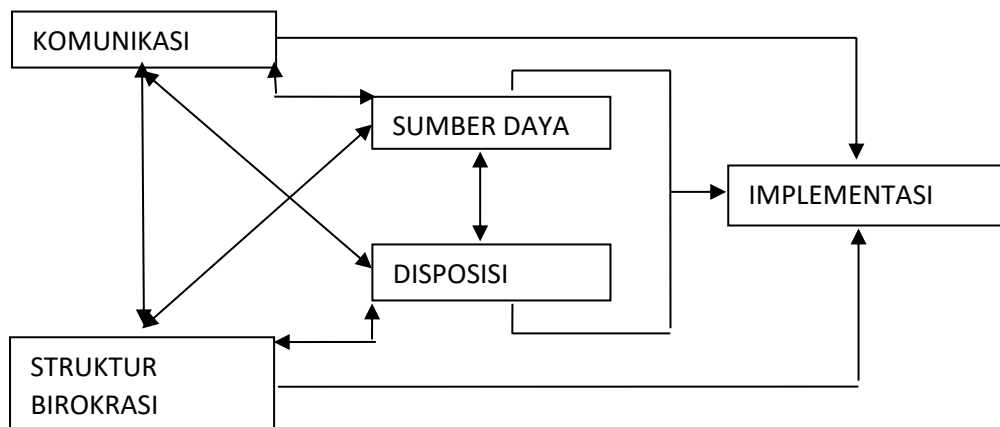 KOMUNIKASI
SUMBER DAYA
IMPLEMENTASI
DISPOSISI
STRUKTUR
BIROKRASI